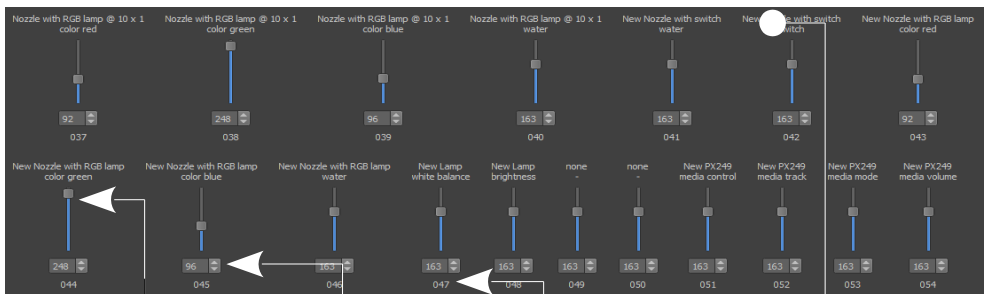 Nozzle with RGB lamp @ 10 x 1
color red
Nozzle with RGB lamp @ 10 x 1
color green
Nozzle with RGB lamp @ 10 x 1
color blue
Nozzle with RGB lamp @ 10 x 1
water
New Nozzle with switch
water
New Nozzle with switch
switch
New Nozzle with RGB lamp
color red
92
248
96
163
163
163
92
037
038
039
040
041
042
043
New Nozzle with RGB lamp
color green
New Nozzle with RGB lamp
color blue
New Nozzle with RGB lamp
water
New Lamp
white balance
New Lamp
brightness
none
-
none
-
New PX249
media control
New PX249
media track
New PX249
media mode
New PX249
media volume
248
96
163
163
163
163
163
163
163
163
163
044
045
046
047
048
049
050
051
052
053
054